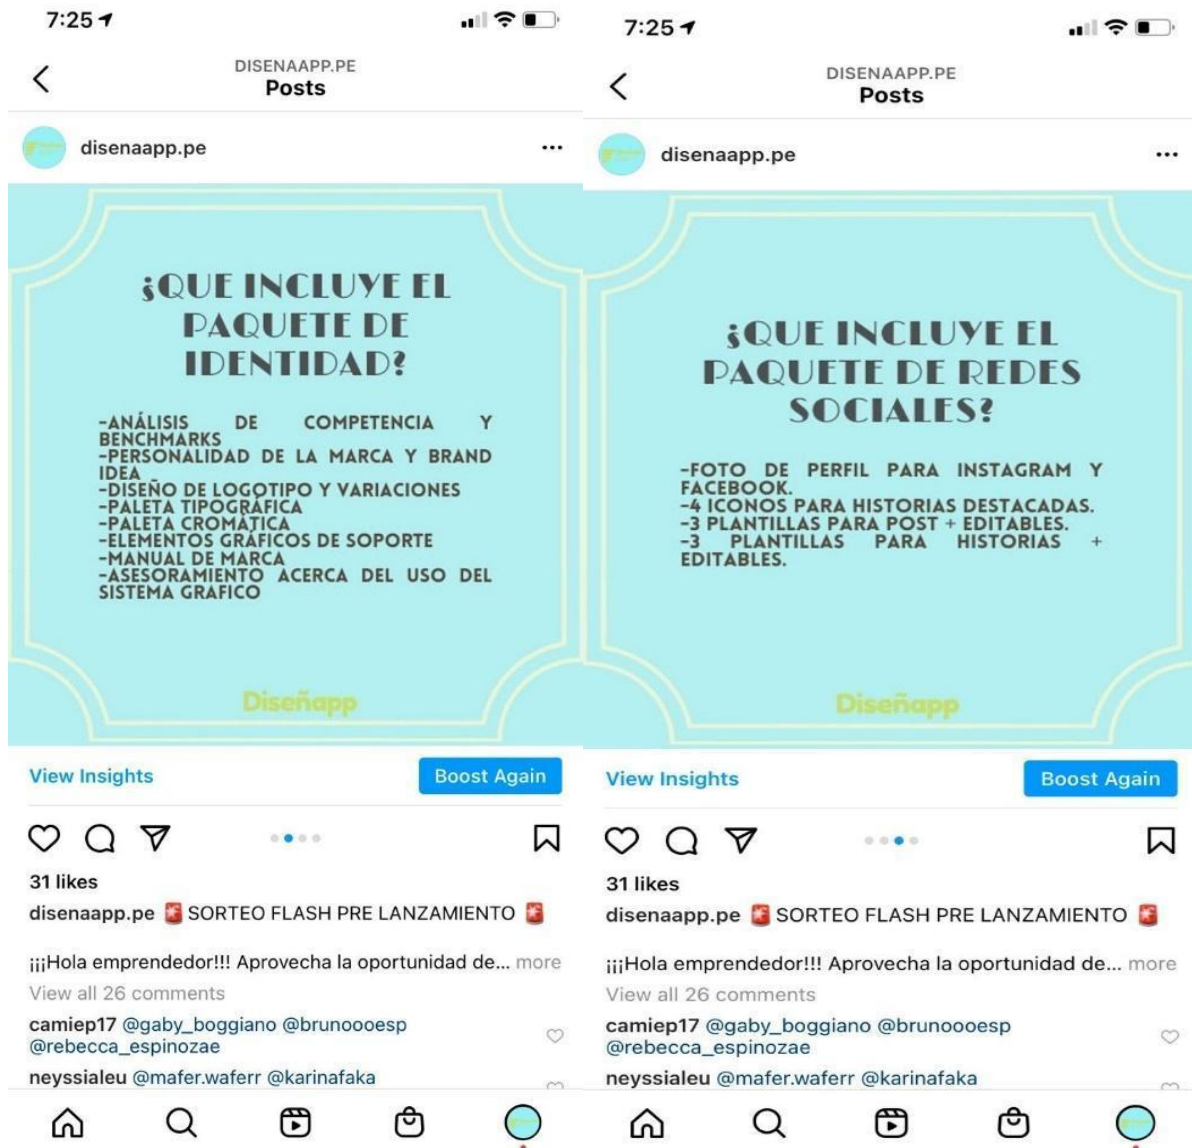 7:25
DISENAAPP.PE
Posts
disenaapp.pe
¿QUE INCLUYE EL
PAQUETE DE
IDENTIDAD?
-ANÁLISIS DE COMPETENCIA Y
BENCHMARKS
-PERSONALIDAD DE LA MARCA Y BRAND
IDEA
-DISEÑO DE LOGOTIPO Y VARIACIONES
-PALETA TIPOGRÁFICA
-PALETA CROMÁTICA
-ELEMENTOS GRÁFICOS DE SOPORTE
-MANUAL DE MARCA
-ASESORAMIENTO ACERCA DEL USO DEL
SISTEMA GRAFICO
Diseñapp
View Insights
Boost Again
31 likes
disenaapp.pe 🚨 SORTEO FLASH PRE LANZAMIENTO 🚨
¡¡¡Hola emprendedor!!! Aprovecha la oportunidad de... more
View all 26 comments
camiep17 @gaby_boggiano @brunoooesp
@rebecca_espinozae
neyssialeu @mafer.waferr @karinafaka
7:25
DISENAAPP.PE
Posts
disenaapp.pe
¿QUE INCLUYE EL
PAQUETE DE REDES
SOCIALES?
-FOTO DE PERFIL PARA INSTAGRAM Y
FACEBOOK.
-4 ICONOS PARA HISTORIAS DESTACADAS.
-3 PLANTILLAS PARA POST + EDITABLES.
-3 PLANTILLAS PARA HISTORIAS +
EDITABLES.
Diseñapp
View Insights
Boost Again
31 likes
disenaapp.pe 🚨 SORTEO FLASH PRE LANZAMIENTO 🚨
¡¡¡Hola emprendedor!!! Aprovecha la oportunidad de... more
View all 26 comments
camiep17 @gaby_boggiano @brunoooesp
@rebecca_espinozae
neyssialeu @mafer.waferr @karinafaka